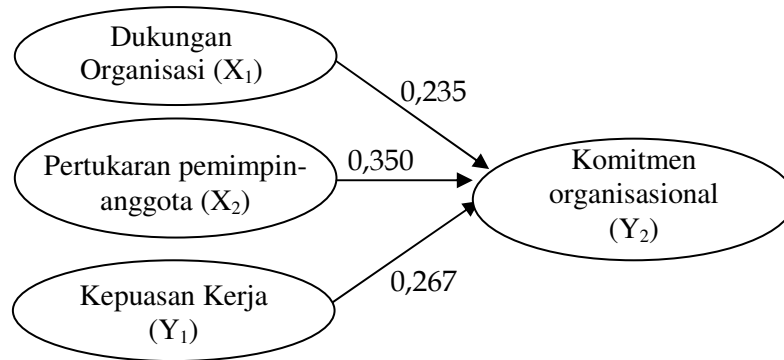 Dukungan
Organisasi (X₁)
0,235
Pertukaran pemimpin-
anggota (X₂)
0,350
Komitmen
organisasional
(Y₂)
Kepuasan Kerja
(Y₁)
0,267